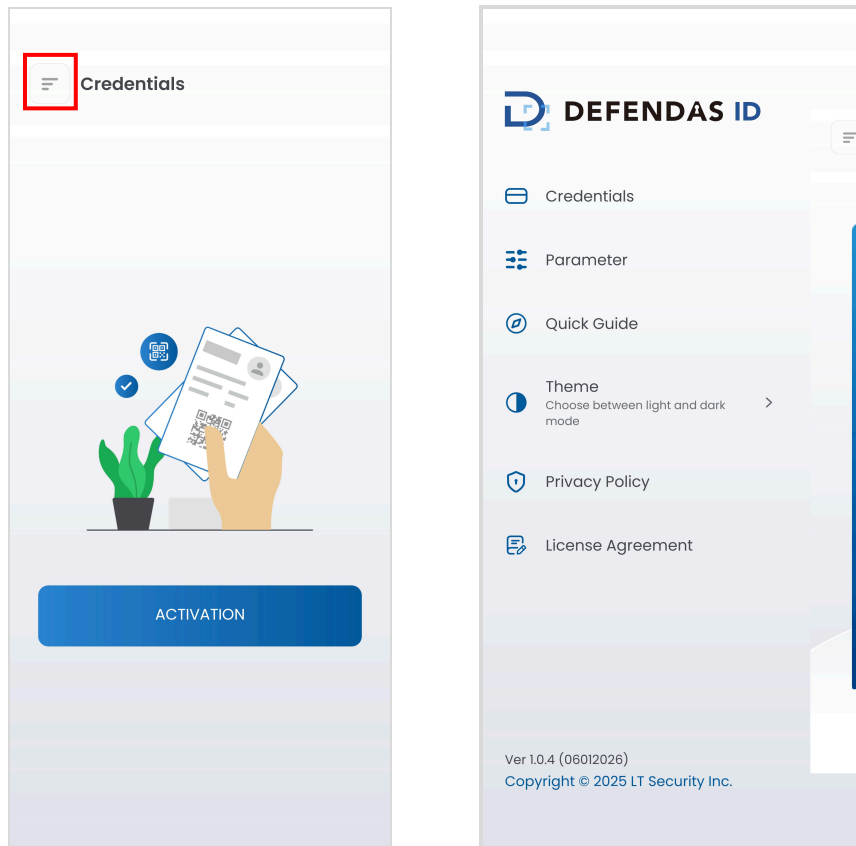 Credentials
ACTIVATION
DEFENDAS ID
Credentials
Parameter
Quick Guide
Theme
Choose between light and dark
mode
Privacy Policy
License Agreement
Ver 1.0.4 (06012026)
Copyright © 2025 LT Security Inc.